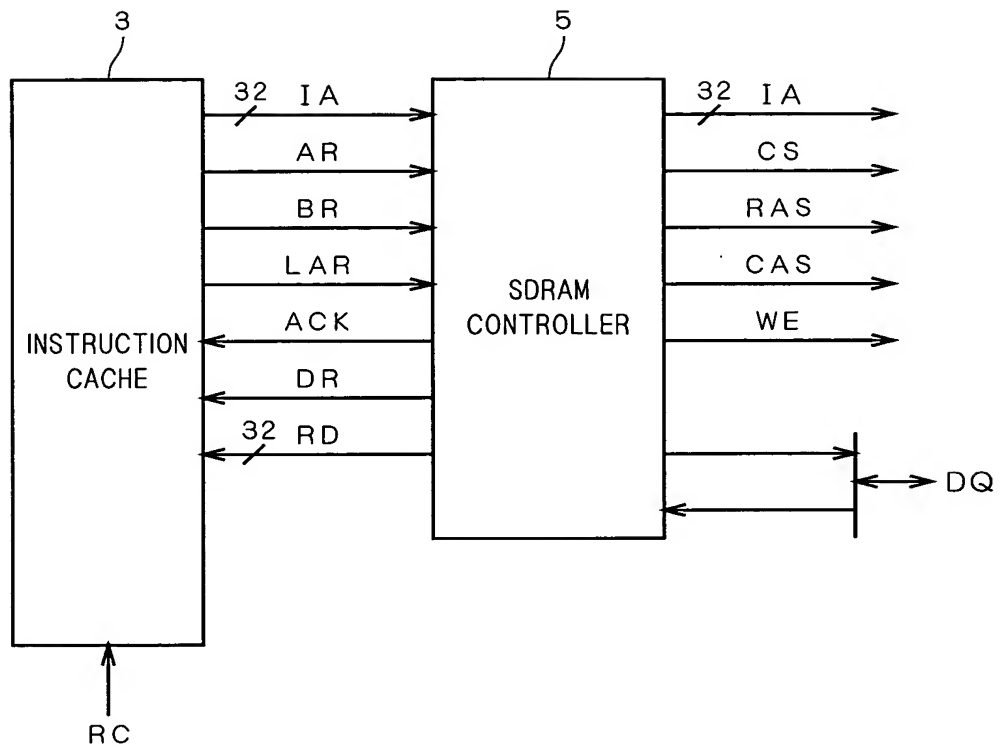 3
5
32 IA
AR
BR
LAR
ACK
DR
32 RD
INSTRUCTION
CACHE
SDRAM
CONTROLLER
32 IA
CS
RAS
CAS
WE
DQ
RC